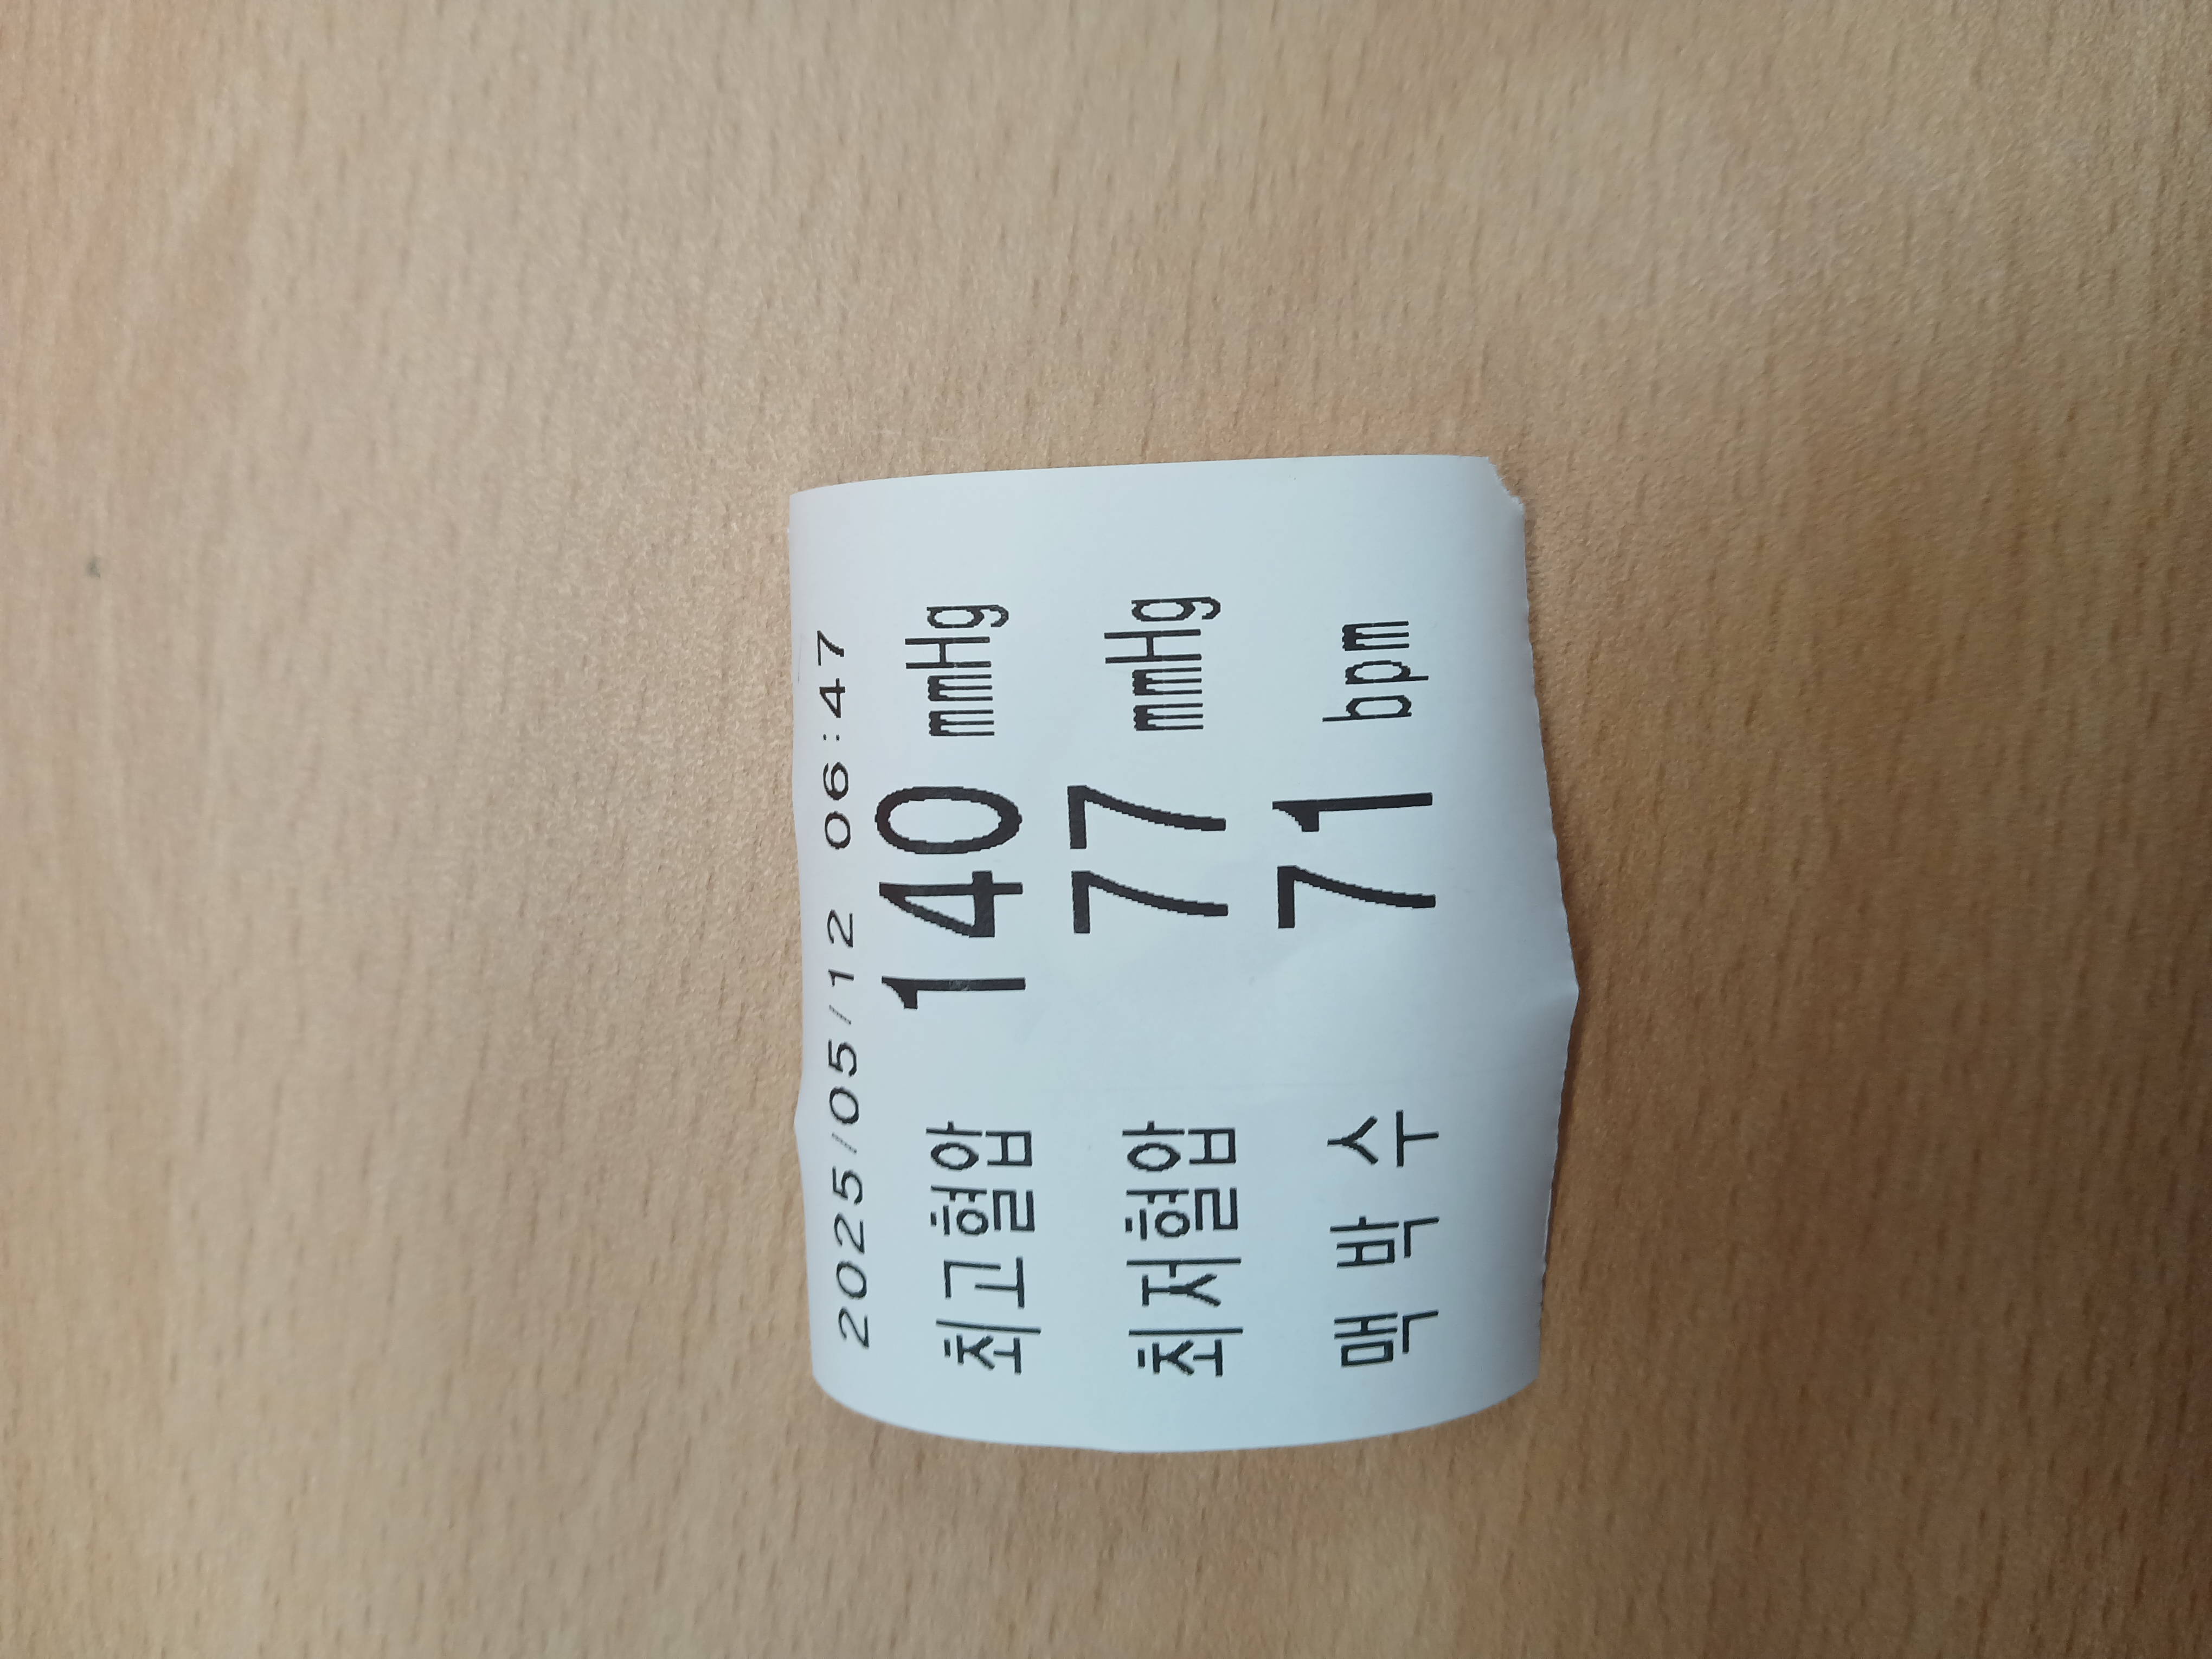 2025/05/12 06:47
최고혈압 140 mmHg
최저혈압 77 mmHg
맥 박 수 71 bpm